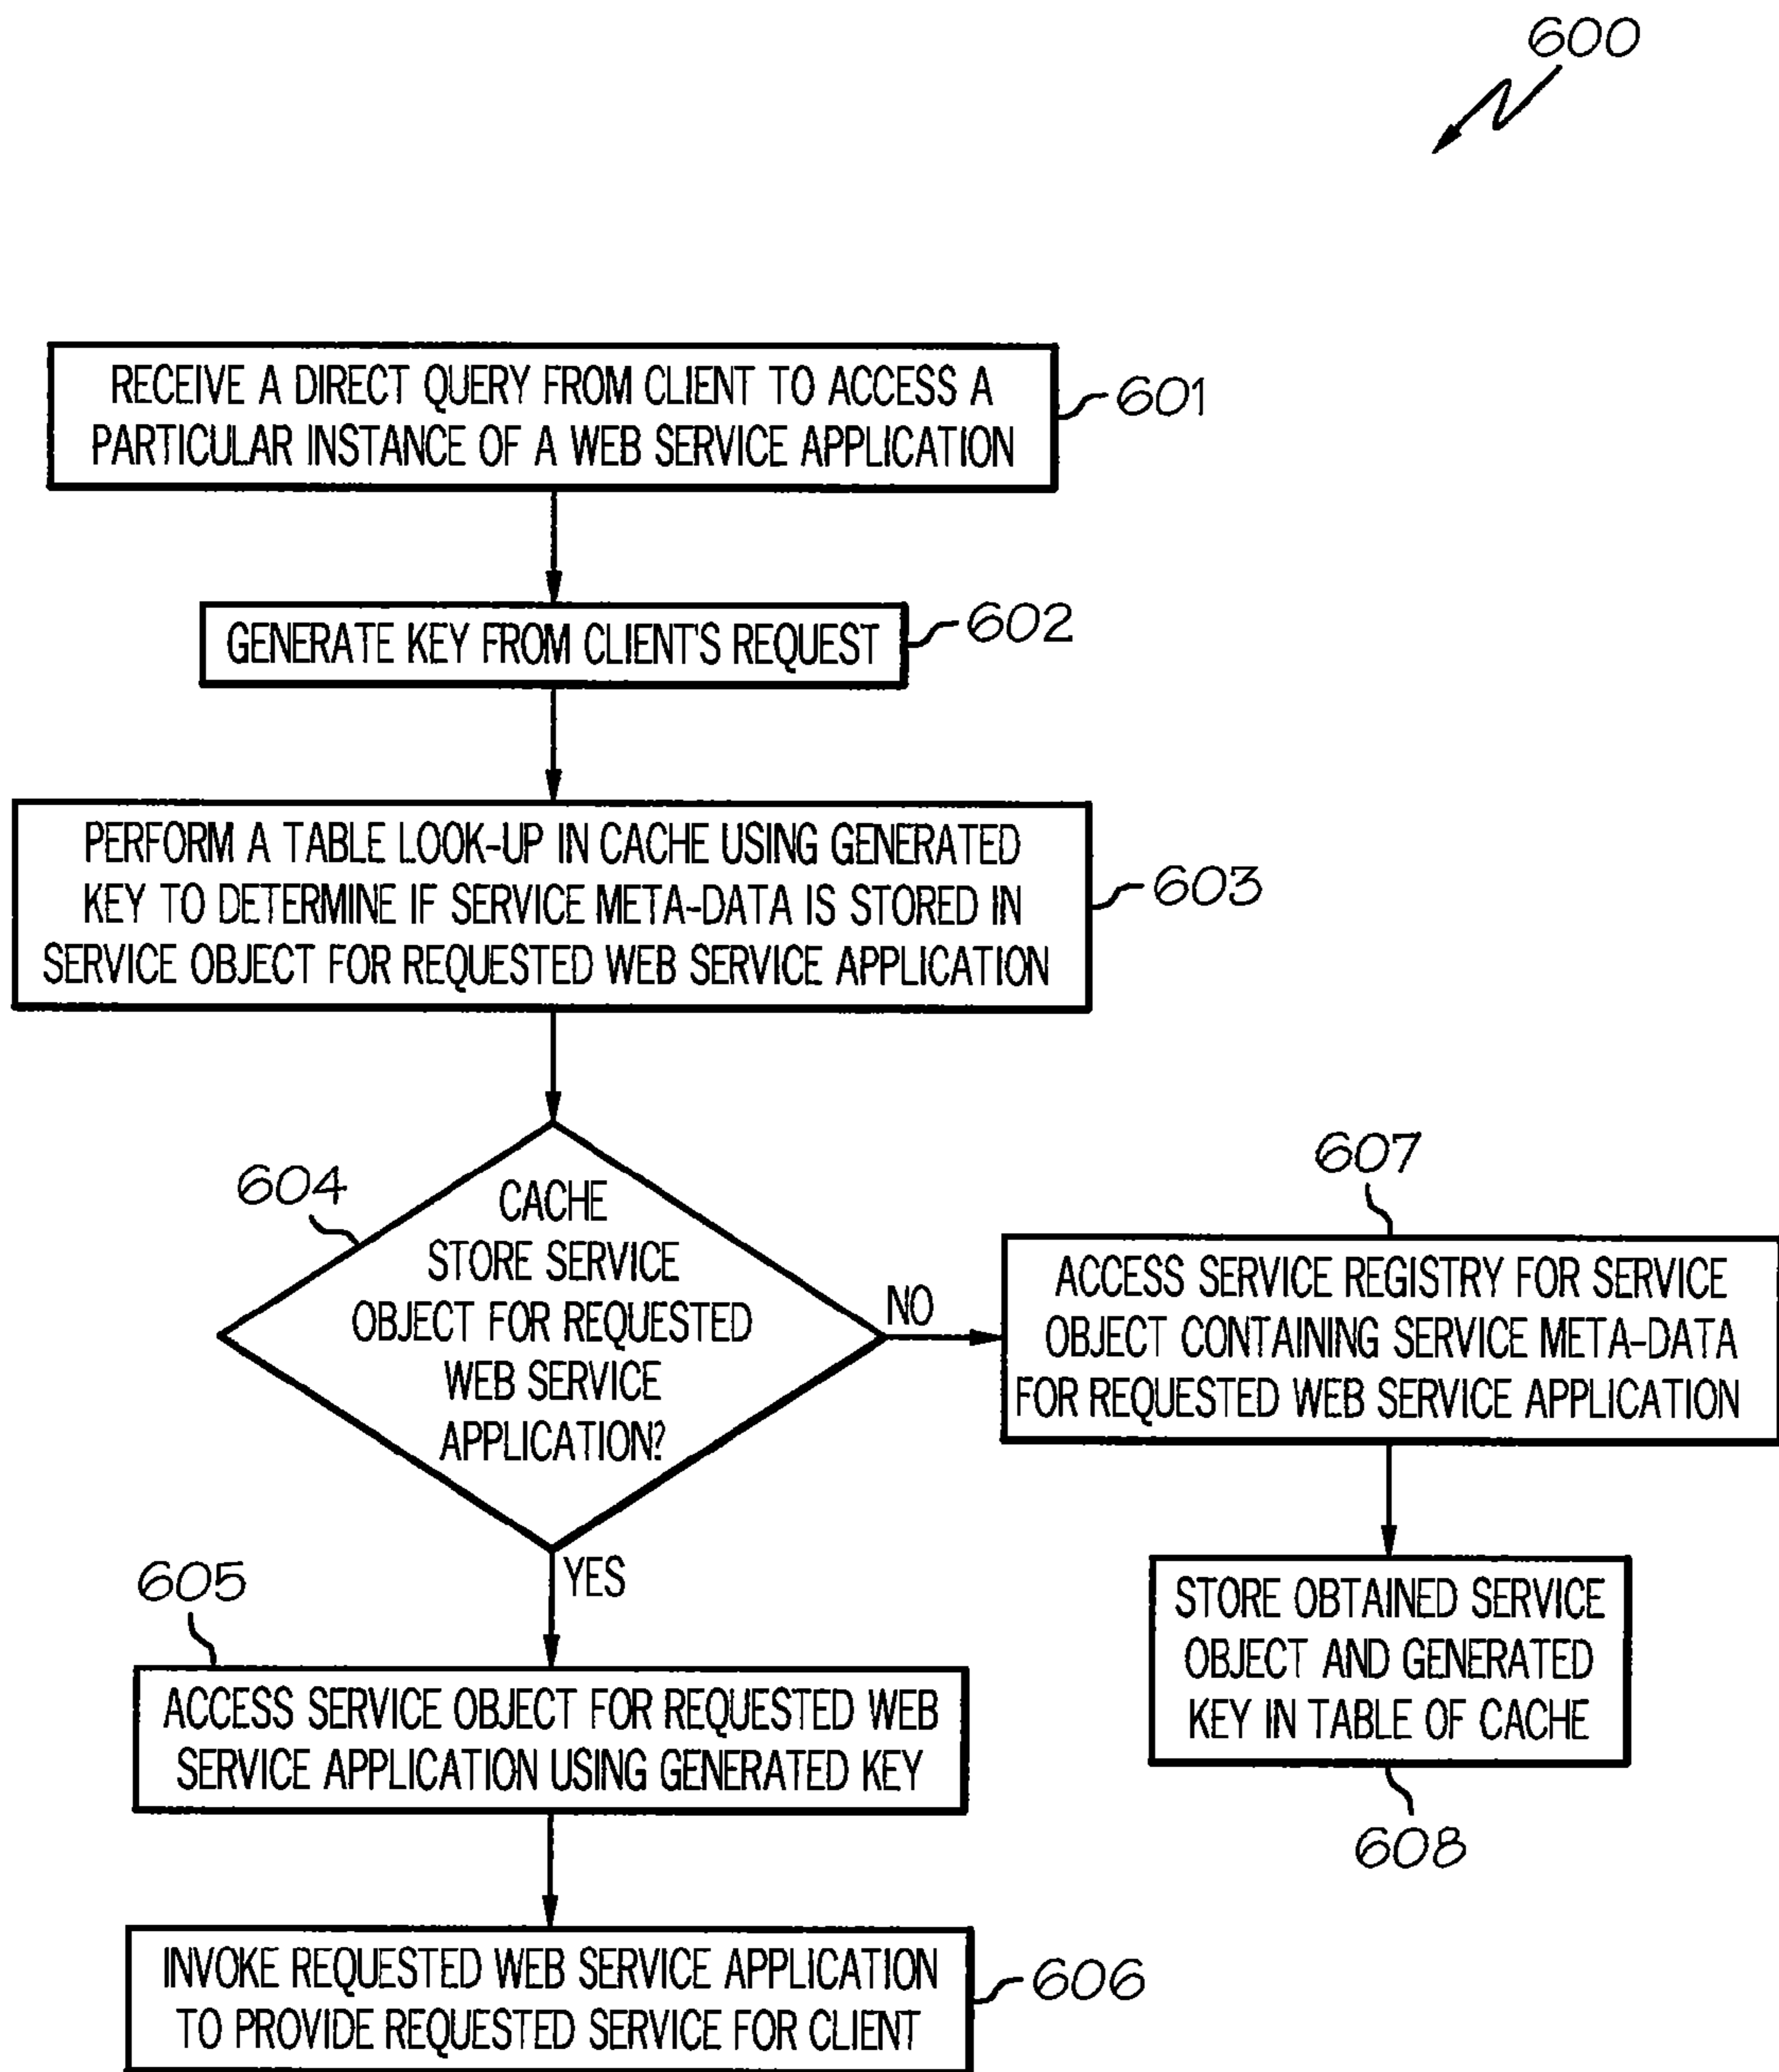 600
RECEIVE A DIRECT QUERY FROM CLIENT TO ACCESS A
PARTICULAR INSTANCE OF A WEB SERVICE APPLICATION
601
GENERATE KEY FROM CLIENT'S REQUEST
602
PERFORM A TABLE LOOK-UP IN CACHE USING GENERATED
KEY TO DETERMINE IF SERVICE META-DATA IS STORED IN
SERVICE OBJECT FOR REQUESTED WEB SERVICE APPLICATION
603
604
CACHE
STORE SERVICE
OBJECT FOR REQUESTED
WEB SERVICE
APPLICATION?
NO
YES
607
ACCESS SERVICE REGISTRY FOR SERVICE
OBJECT CONTAINING SERVICE META-DATA
FOR REQUESTED WEB SERVICE APPLICATION
STORE OBTAINED SERVICE
OBJECT AND GENERATED
KEY IN TABLE OF CACHE
608
605
ACCESS SERVICE OBJECT FOR REQUESTED WEB
SERVICE APPLICATION USING GENERATED KEY
INVOKE REQUESTED WEB SERVICE APPLICATION
TO PROVIDE REQUESTED SERVICE FOR CLIENT
606